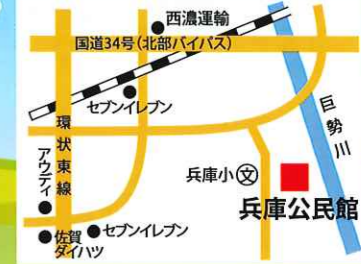 西濃運輸
国道34号(北部バイパス)
セブンイレブン
環状東線
巨勢川
アウディ
兵庫小
文
兵庫公民館
セブンイレブン
佐賀
ダイハツ